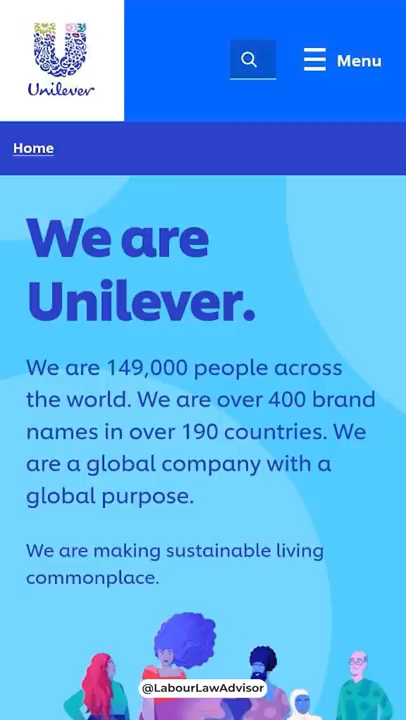 Unilever
Menu
Home
We are
Unilever.
We are 149,000 people across
the world. We are over 400 brand
names in over 190 countries. We
are a global company with a
global purpose.
We are making sustainable living
commonplace.
@LabourLawAdvisor